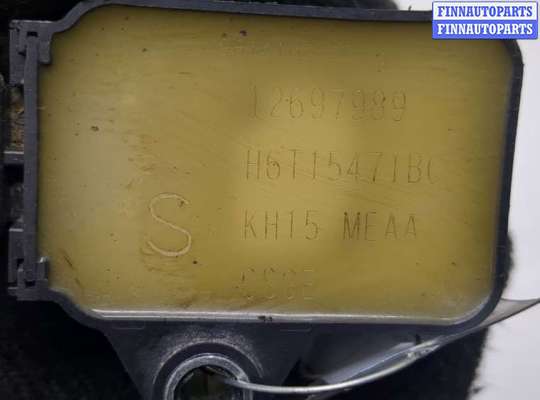 FINNAUTOPARTS
FINNAUTOPARTS
12697989
H6T15471BC
S
KH15 MEAA